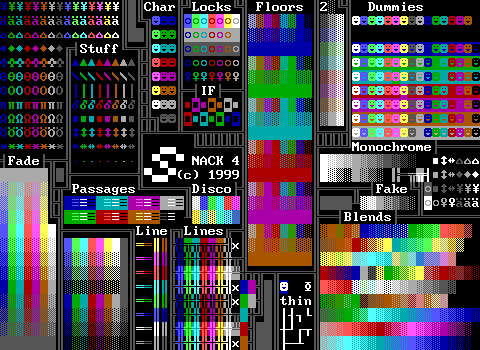 Char
Locks
Floors
2
Dummies
Stuff
IF
Monochrome
Fade
NACK 4
(c) 1999
Passages
Disco
Fake
Blends
Line
Lines
x
x
x
x
thin